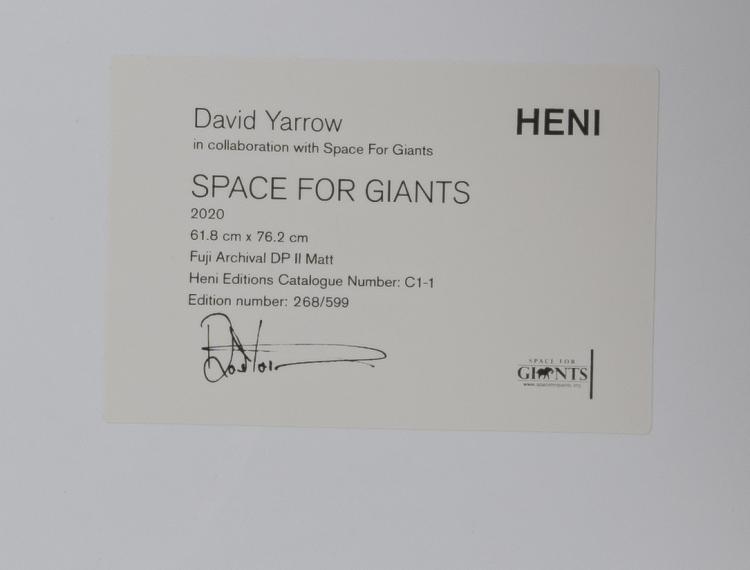 David Yarrow
in collaboration with Space For Giants
HENI
SPACE FOR GIANTS
2020
61.8 cm x 76.2 cm
Fuji Archival DP II Matt
Heni Editions Catalogue Number: C1-1
Edition number: 268/599
SPACE FOR
GIANTS
www.spaceforgiants.org